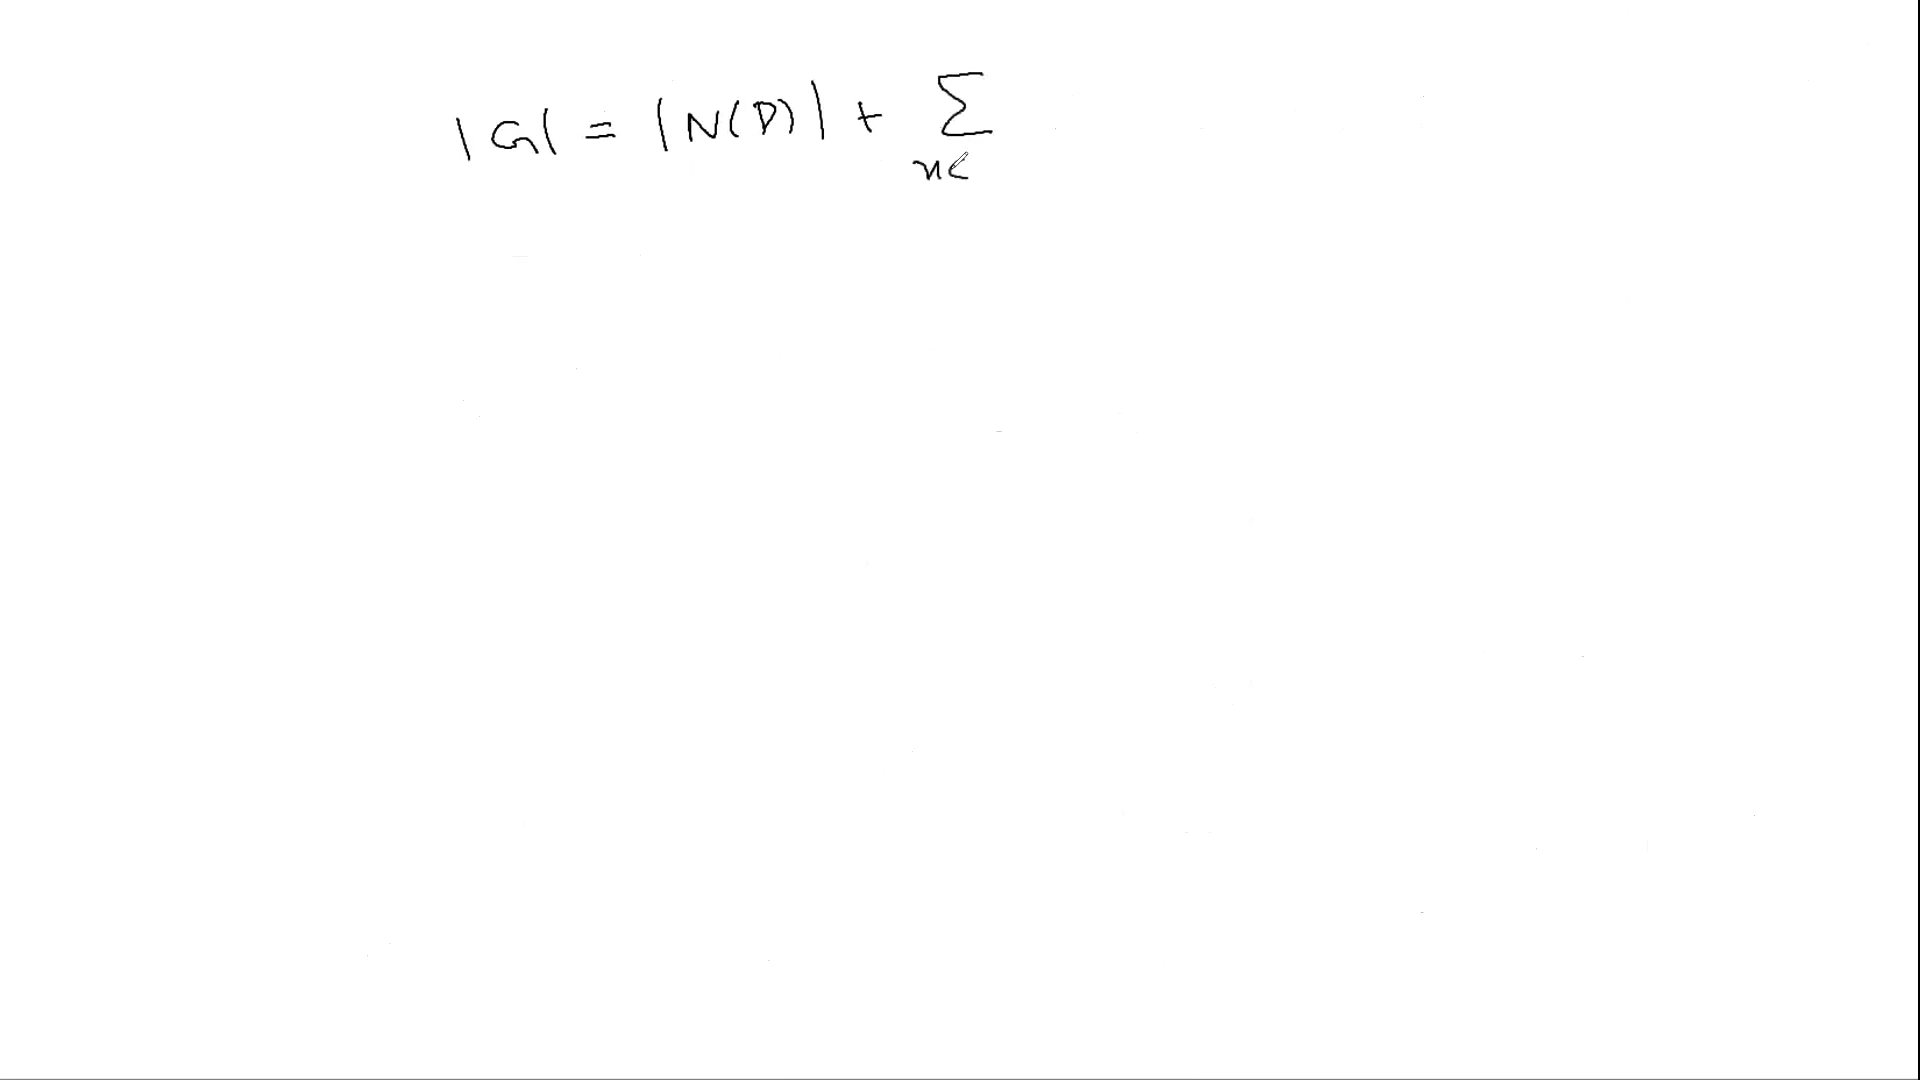 |G| = |N(D)| + Σ
x∈